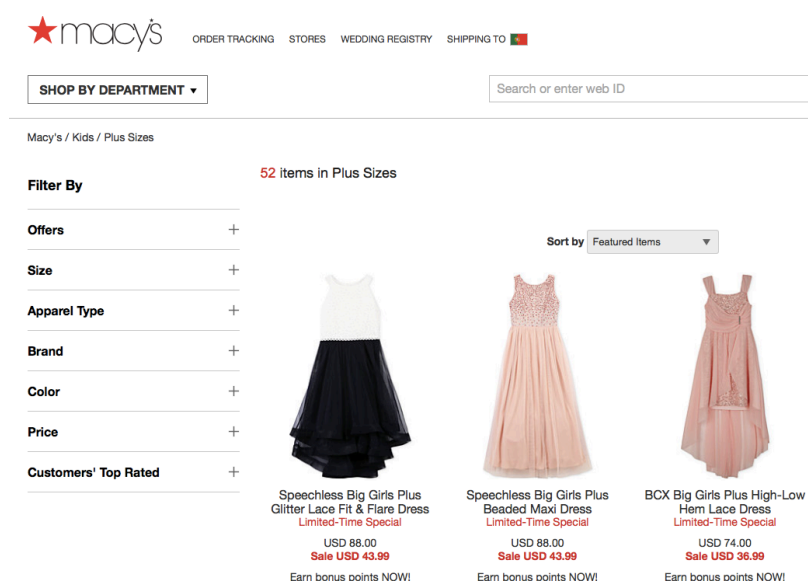 macy's
ORDER TRACKING STORES WEDDING REGISTRY SHIPPING TO
SHOP BY DEPARTMENT
Search or enter web ID
Macy's / Kids / Plus Sizes
52 items in Plus Sizes
Filter By
Offers
Size
Apparel Type
Brand
Color
Price
Customers' Top Rated
Sort by Featured Items
Speechless Big Girls Plus
Glitter Lace Fit & Flare Dress
Limited-Time Special
USD 88.00
Sale USD 43.99
Earn bonus points NOW!
Speechless Big Girls Plus
Beaded Maxi Dress
Limited-Time Special
USD 88.00
Sale USD 43.99
Earn bonus points NOW!
BCX Big Girls Plus High-Low
Hem Lace Dress
Limited-Time Special
USD 74.00
Sale USD 36.99
Earn bonus points NOW!